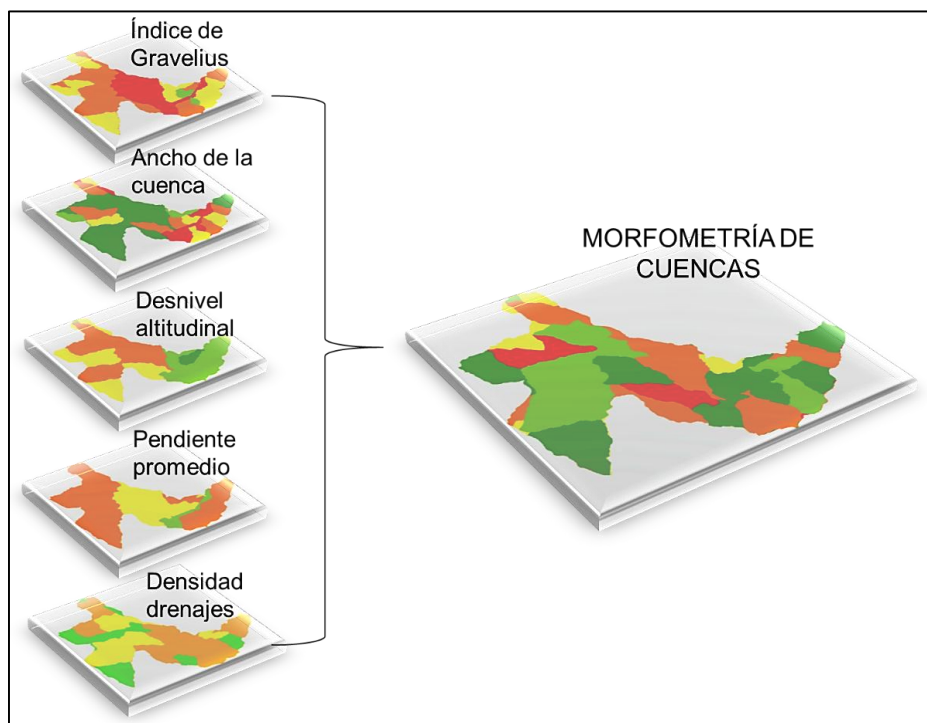 Índice de
Gravelius
Ancho de la
cuenca
Desnivel
altitudinal
Pendiente
promedio
Densidad
drenajes
MORFOMETRÍA DE
CUENCAS